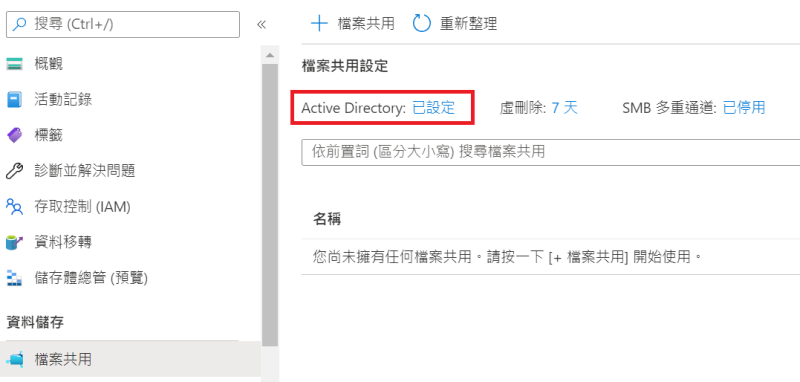 搜尋 (Ctrl+/)
概觀
活動記錄
標籤
診斷並解決問題
存取控制 (IAM)
資料移轉
儲存體總管 (預覽)
資料儲存
檔案共用
檔案共用 重新整理
檔案共用設定
Active Directory: 已設定 虛刪除: 7 天 SMB 多重通道: 已停用
依前置詞 (區分大小寫) 搜尋檔案共用
名稱
您尚未擁有任何檔案共用。請按一下 [+ 檔案共用] 開始使用。